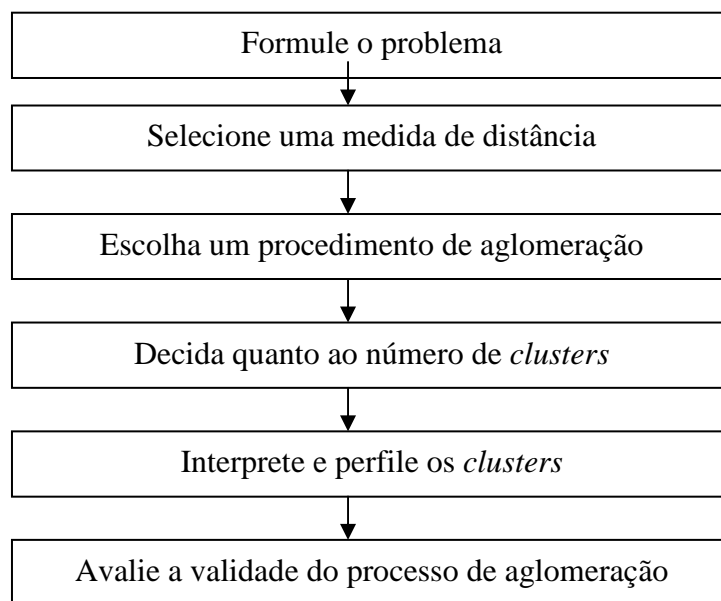 Formule o problema
Selecione uma medida de distância
Escolha um procedimento de aglomeração
Decida quanto ao número de clusters
Interprete e perfile os clusters
Avalie a validade do processo de aglomeração